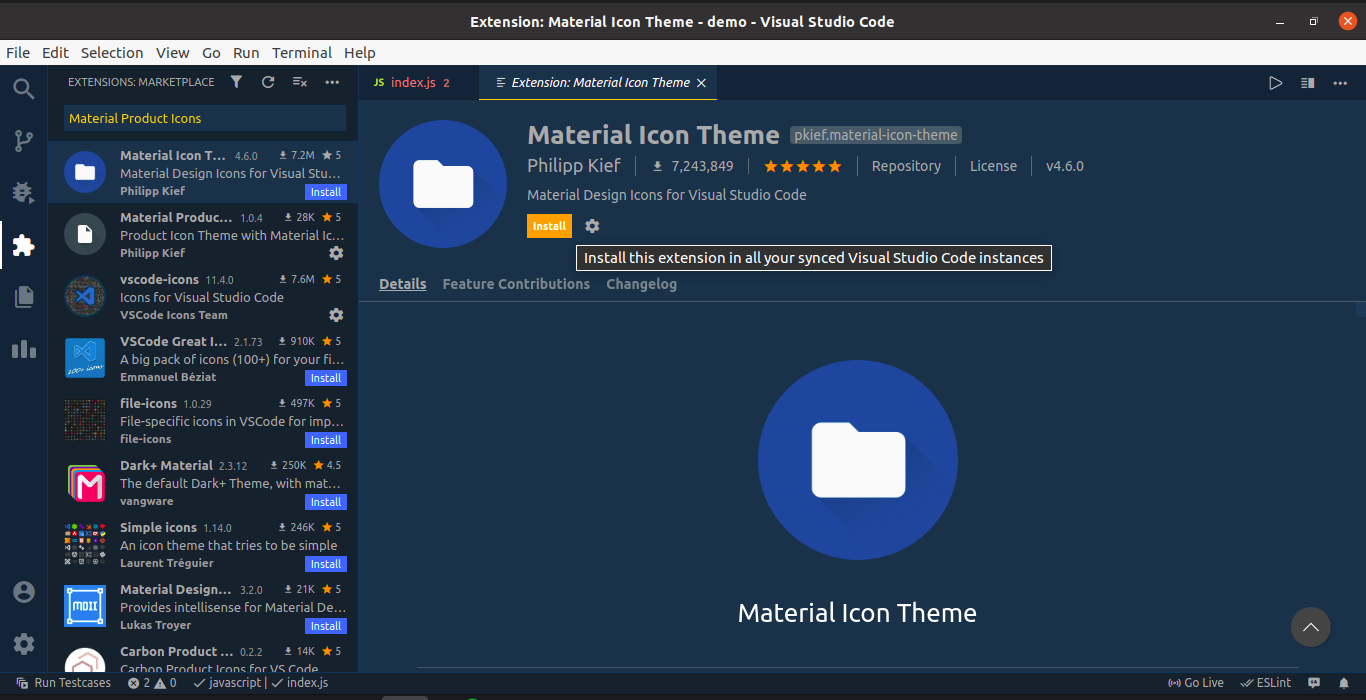 Extension: Material Icon Theme - demo - Visual Studio Code
File Edit Selection View Go Run Terminal Help
EXTENSIONS: MARKETPLACE
Material Product Icons
Material Icon T... 4.6.0 7.2M 5
Material Design Icons for Visual Stu...
Philipp Kief Install
Material Produc... 1.0.4 28K 5
Product Icon Theme with Material Ic...
Philipp Kief
vscode-icons 11.4.0 7.6M 5
Icons for Visual Studio Code
VSCode Icons Team
VSCode Great I... 2.1.73 910K 5
A big pack of icons (100+) for your fi...
Emmanuel Béziat Install
100+ icons
file-icons 1.0.29 497K 5
File-specific icons in VSCode for imp...
file-icons Install
Dark+ Material 2.3.12 250K 4.5
The default Dark+ Theme, with mat...
vangware Install
M
Simple icons 1.14.0 246K 5
An icon theme that tries to be simple
Laurent Tréguier Install
Material Design... 3.2.0 21K 5
Provides intellisense for Material De...
Lukas Troyer Install
MDII
Carbon Product ... 0.2.2 14K 5
Carbon Product Icons for VS Code
JS index.js 2
Extension: Material Icon Theme
Material Icon Theme pkief.material-icon-theme
Philipp Kief 7,243,849 Repository License v4.6.0
Material Design Icons for Visual Studio Code
Install
Install this extension in all your synced Visual Studio Code instances
Details Feature Contributions Changelog
Material Icon Theme
Run Testcases 2 0 javascript | index.js
Go Live ESLint